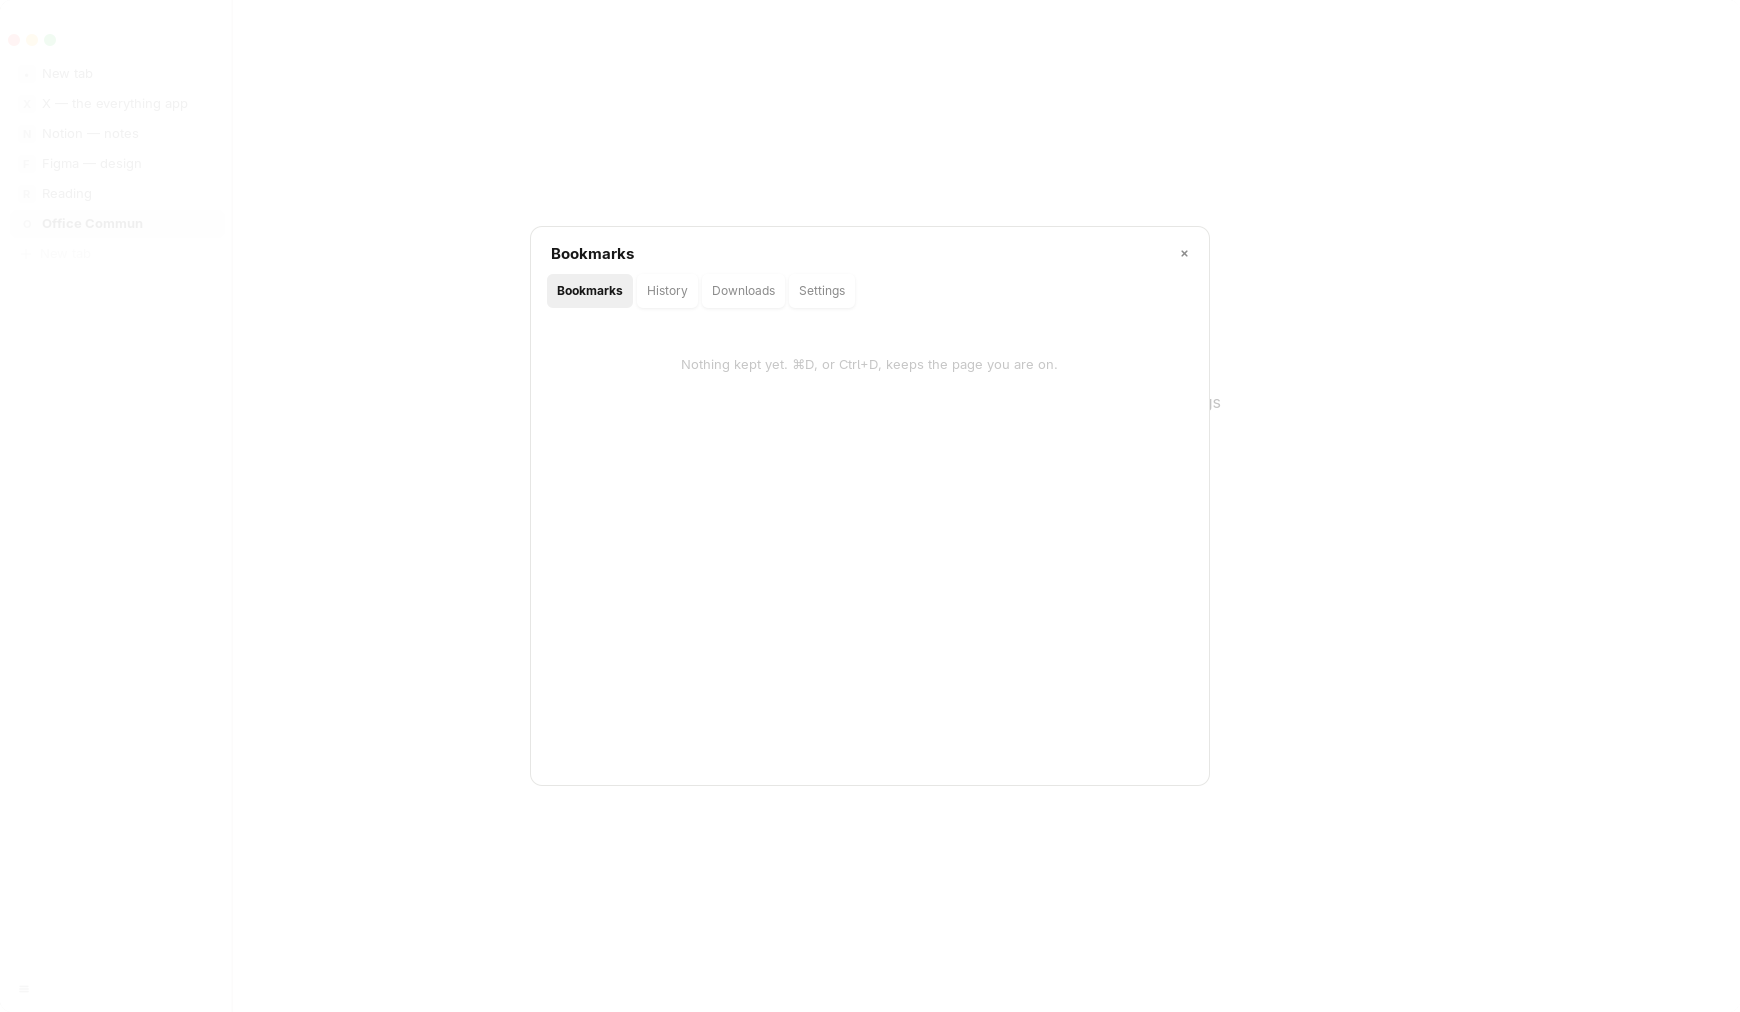 New tab
X — the everything app
Notion — notes
Figma — design
Reading
Office Commun
Bookmarks
×
Bookmarks
History
Downloads
Settings
Nothing kept yet. ⌘D, or Ctrl+D, keeps the page you are on.
gs